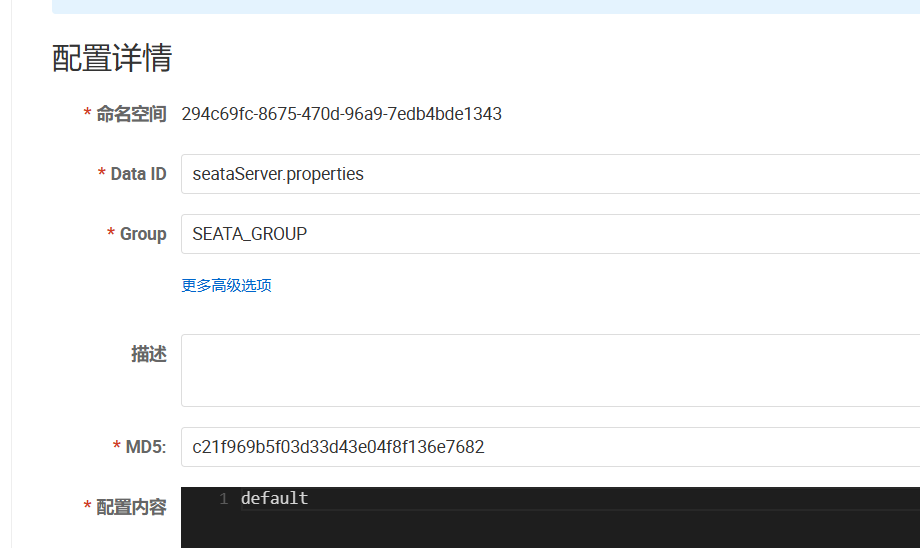 配置详情
* 命名空间 294c69fc-8675-470d-96a9-7edb4bde1343
* Data ID seataServer.properties
* Group SEATA_GROUP
更多高级选项
描述
* MD5: c21f969b5f03d33d43e04f8f136e7682
* 配置内容 1 default